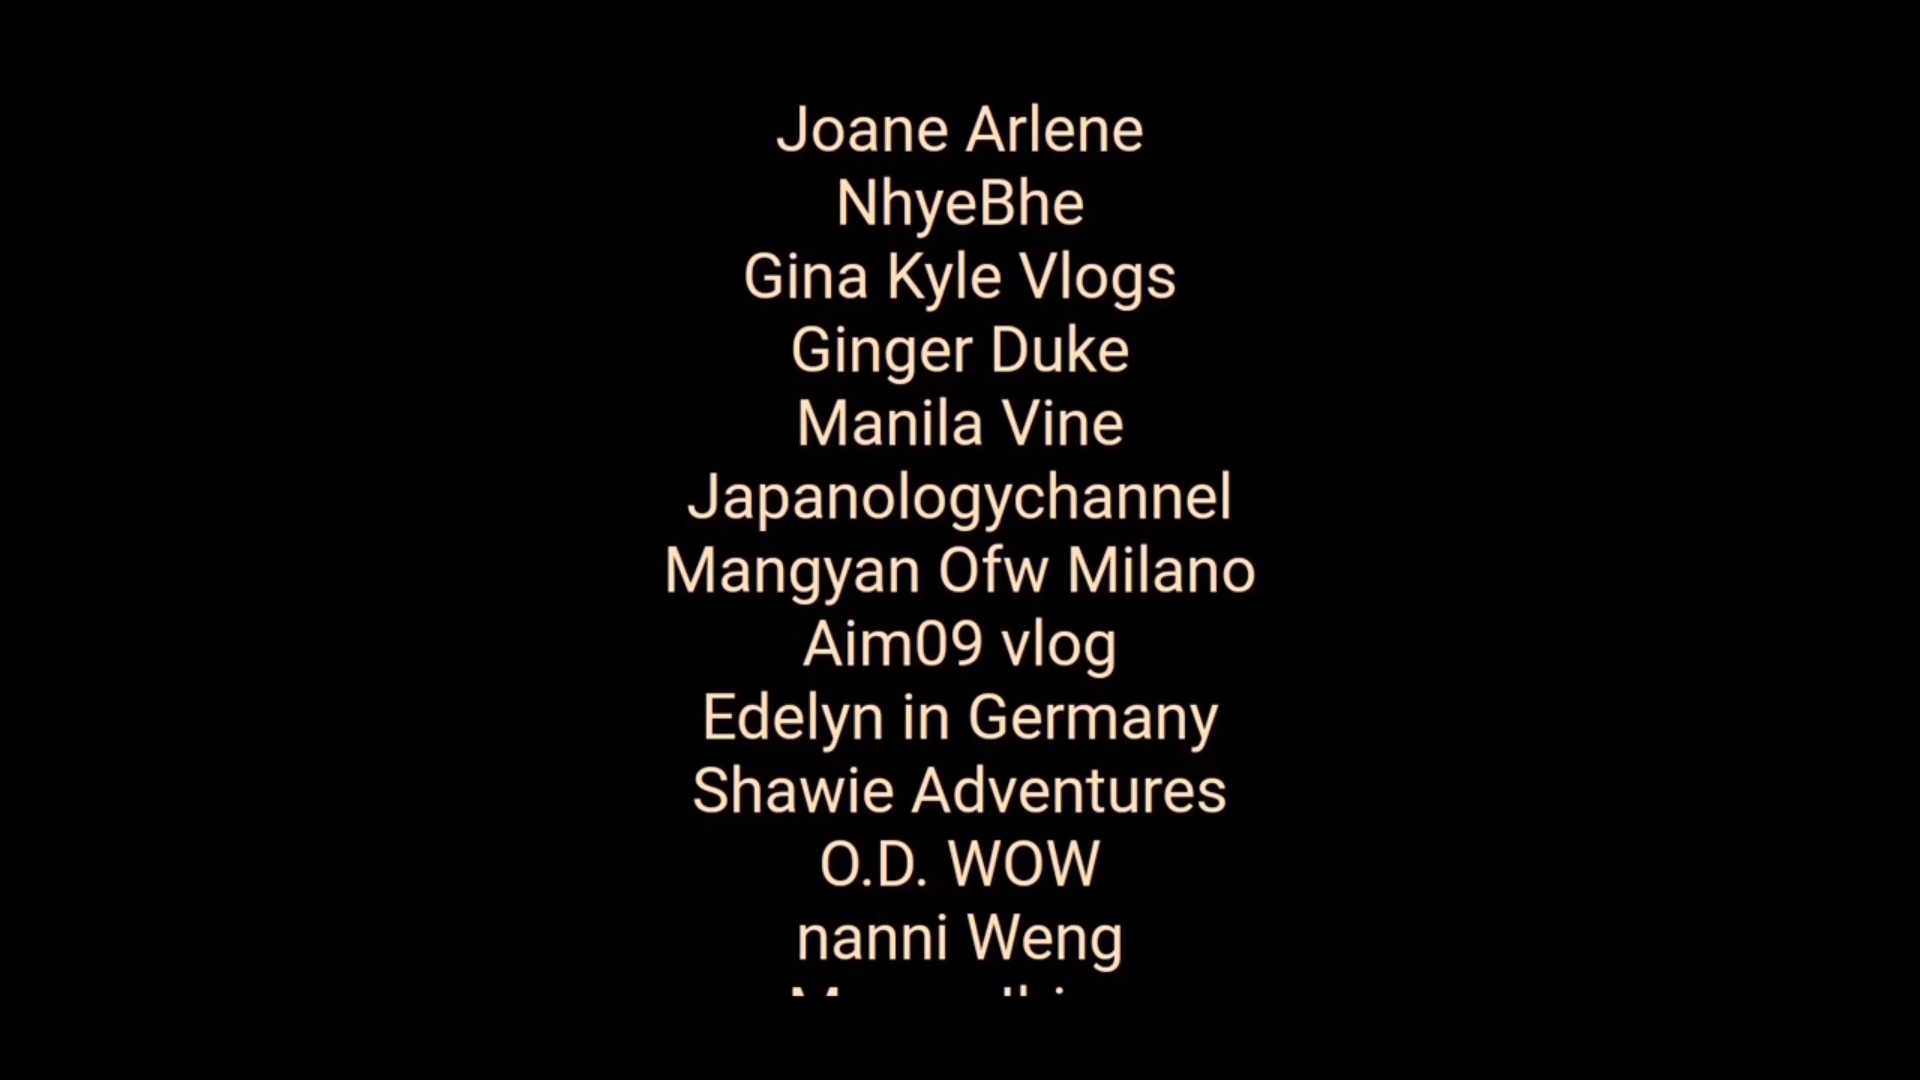 Joane Arlene
NhyeBhe
Gina Kyle Vlogs
Ginger Duke
Manila Vine
Japanologychannel
Mangyan Ofw Milano
Aim09 vlog
Edelyn in Germany
Shawie Adventures
O.D. WOW
nanni Weng